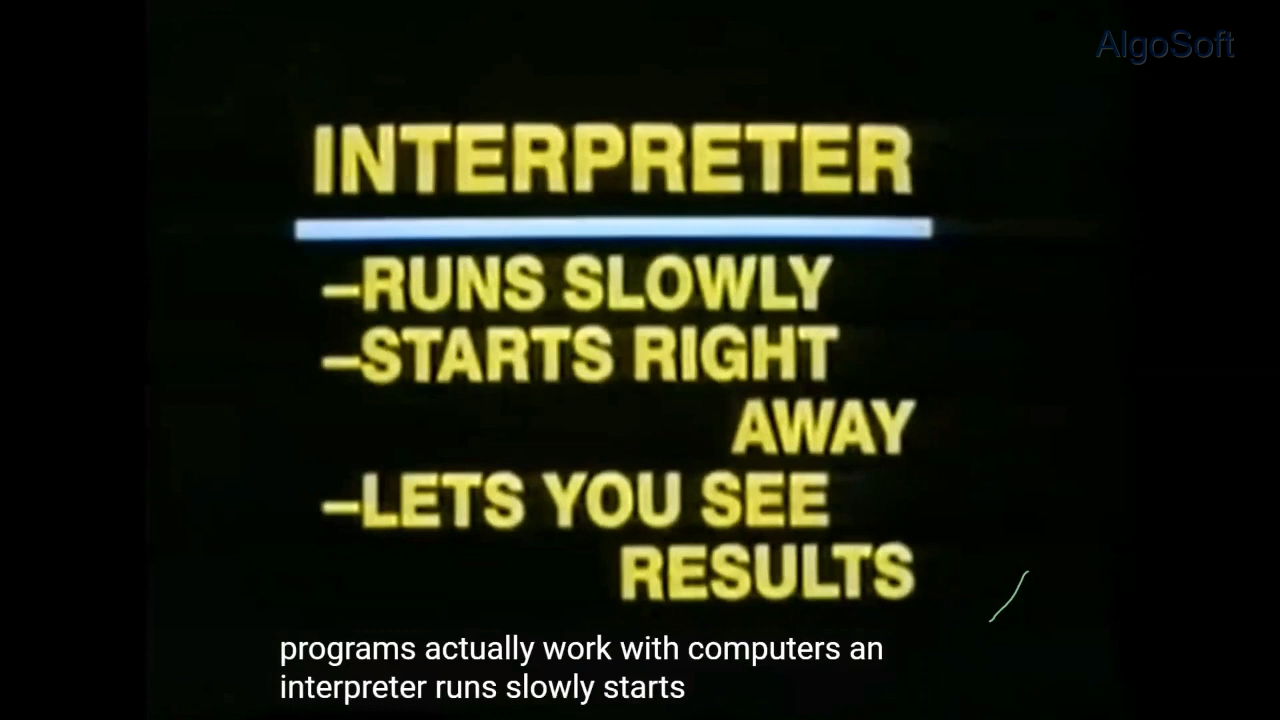 AlgoSoft
INTERPRETER
–RUNS SLOWLY
–STARTS RIGHT
AWAY
–LETS YOU SEE
RESULTS
programs actually work with computers an
interpreter runs slowly starts